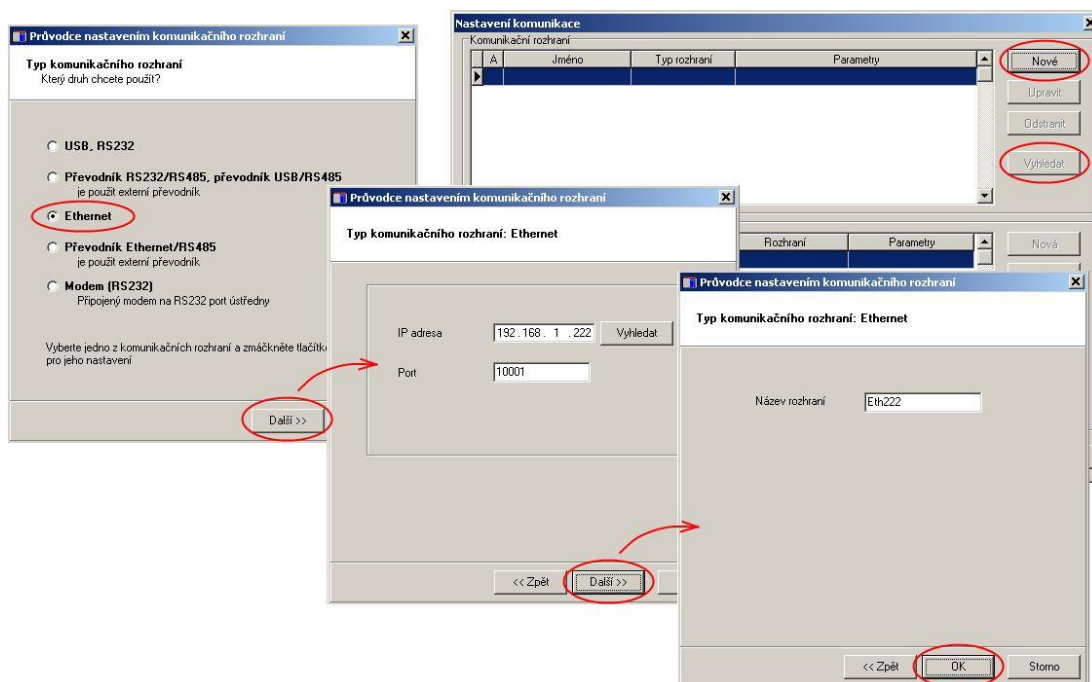 Průvodce nastavením komunikačního rozhraní
Typ komunikačního rozhraní
Který druh chcete použít?
USB, RS232
Převodník RS232/RS485, převodník USB/RS485
je použit externí převodník
Ethernet
Převodník Ethernet/RS485
je použit externí převodník
Modem (RS232)
Připojený modem na RS232 port ústředny
Vyberte jedno z komunikačních rozhraní a zmáčkněte tlačítko
pro jeho nastavení
Další >>
Nastavení komunikace
Komunikační rozhraní
A Jméno Typ rozhraní Parametry
Nové
Upravit
Odstranit
Vyhledat
Rozhraní Parametry
Nová
Průvodce nastavením komunikačního rozhraní
Typ komunikačního rozhraní: Ethernet
IP adresa 192.168. 1 .222 Vyhledat
Port 10001
<< Zpět Další >>
Průvodce nastavením komunikačního rozhraní
Typ komunikačního rozhraní: Ethernet
Název rozhraní Eth222
<< Zpět OK Storno